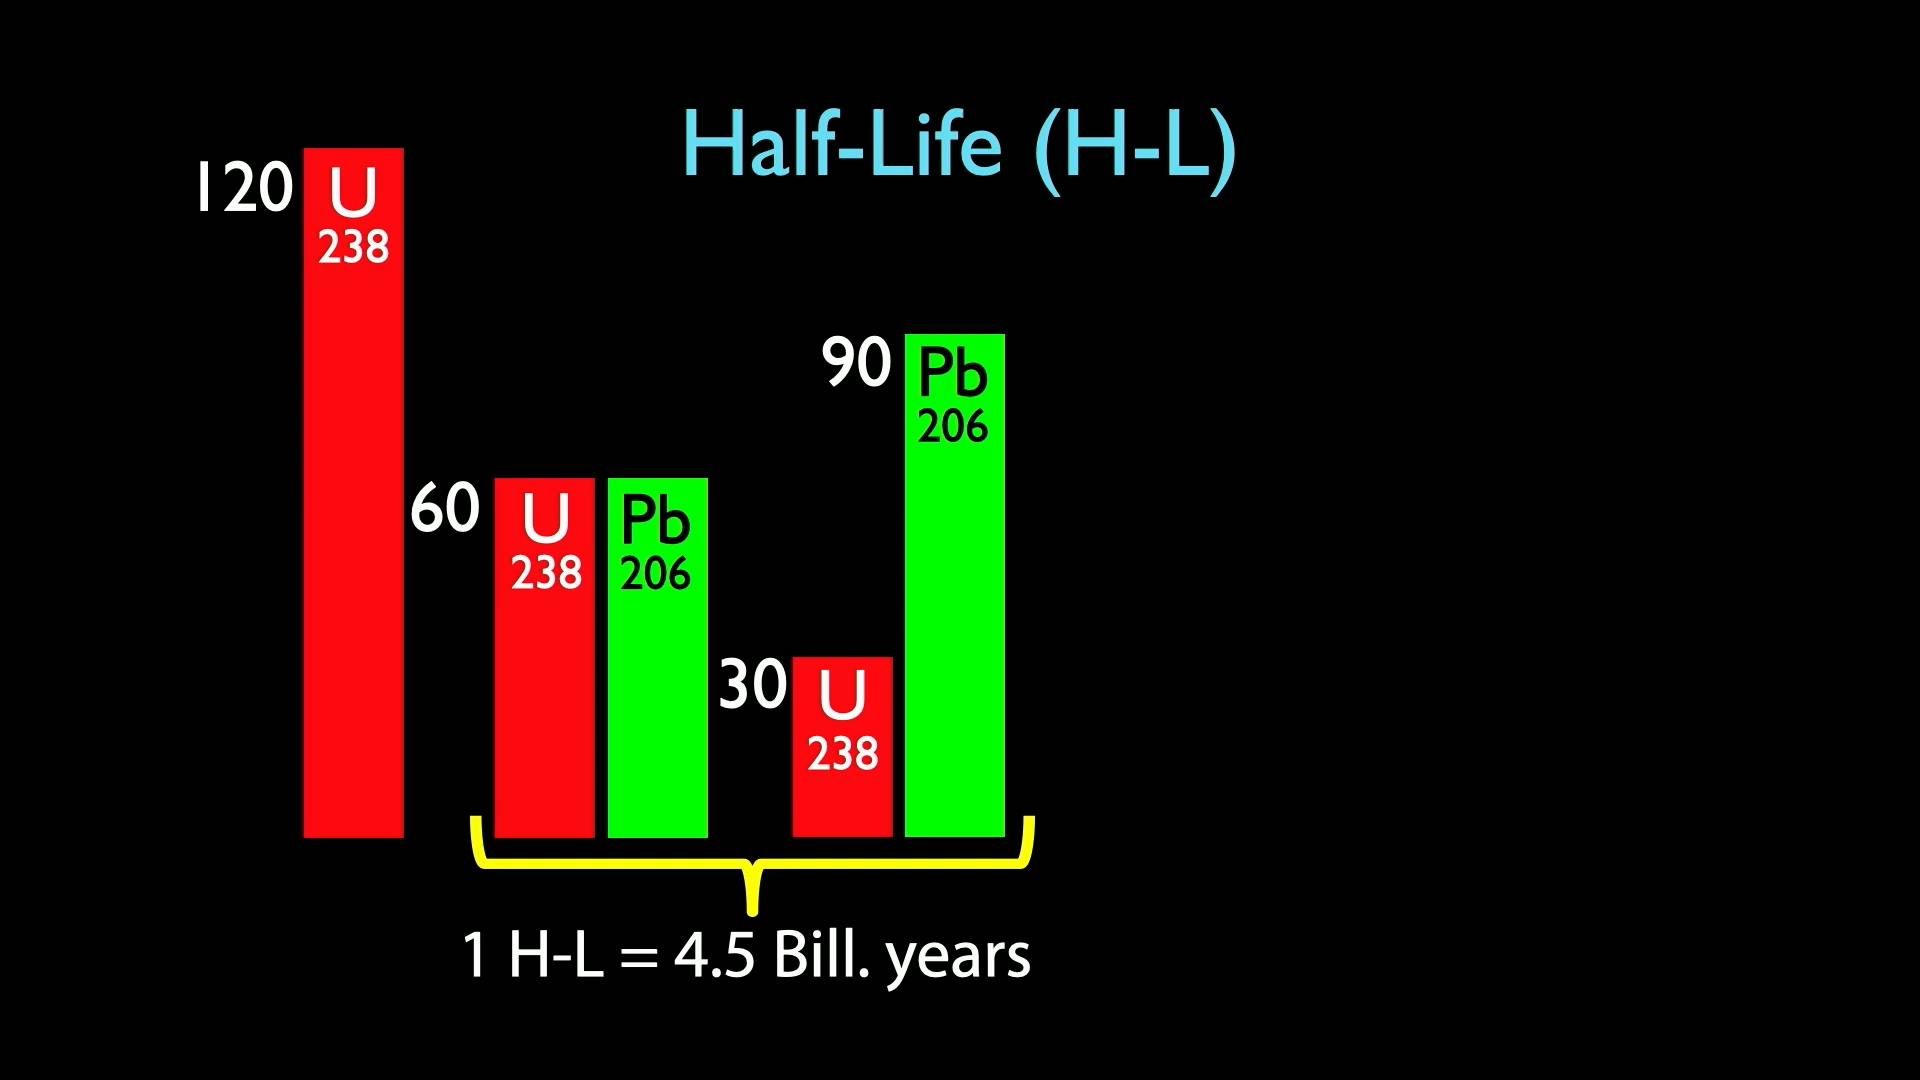 Half-Life (H-L)
120
U
238
60
U
238
Pb
206
30
U
238
90
Pb
206
1 H-L = 4.5 Bill. years